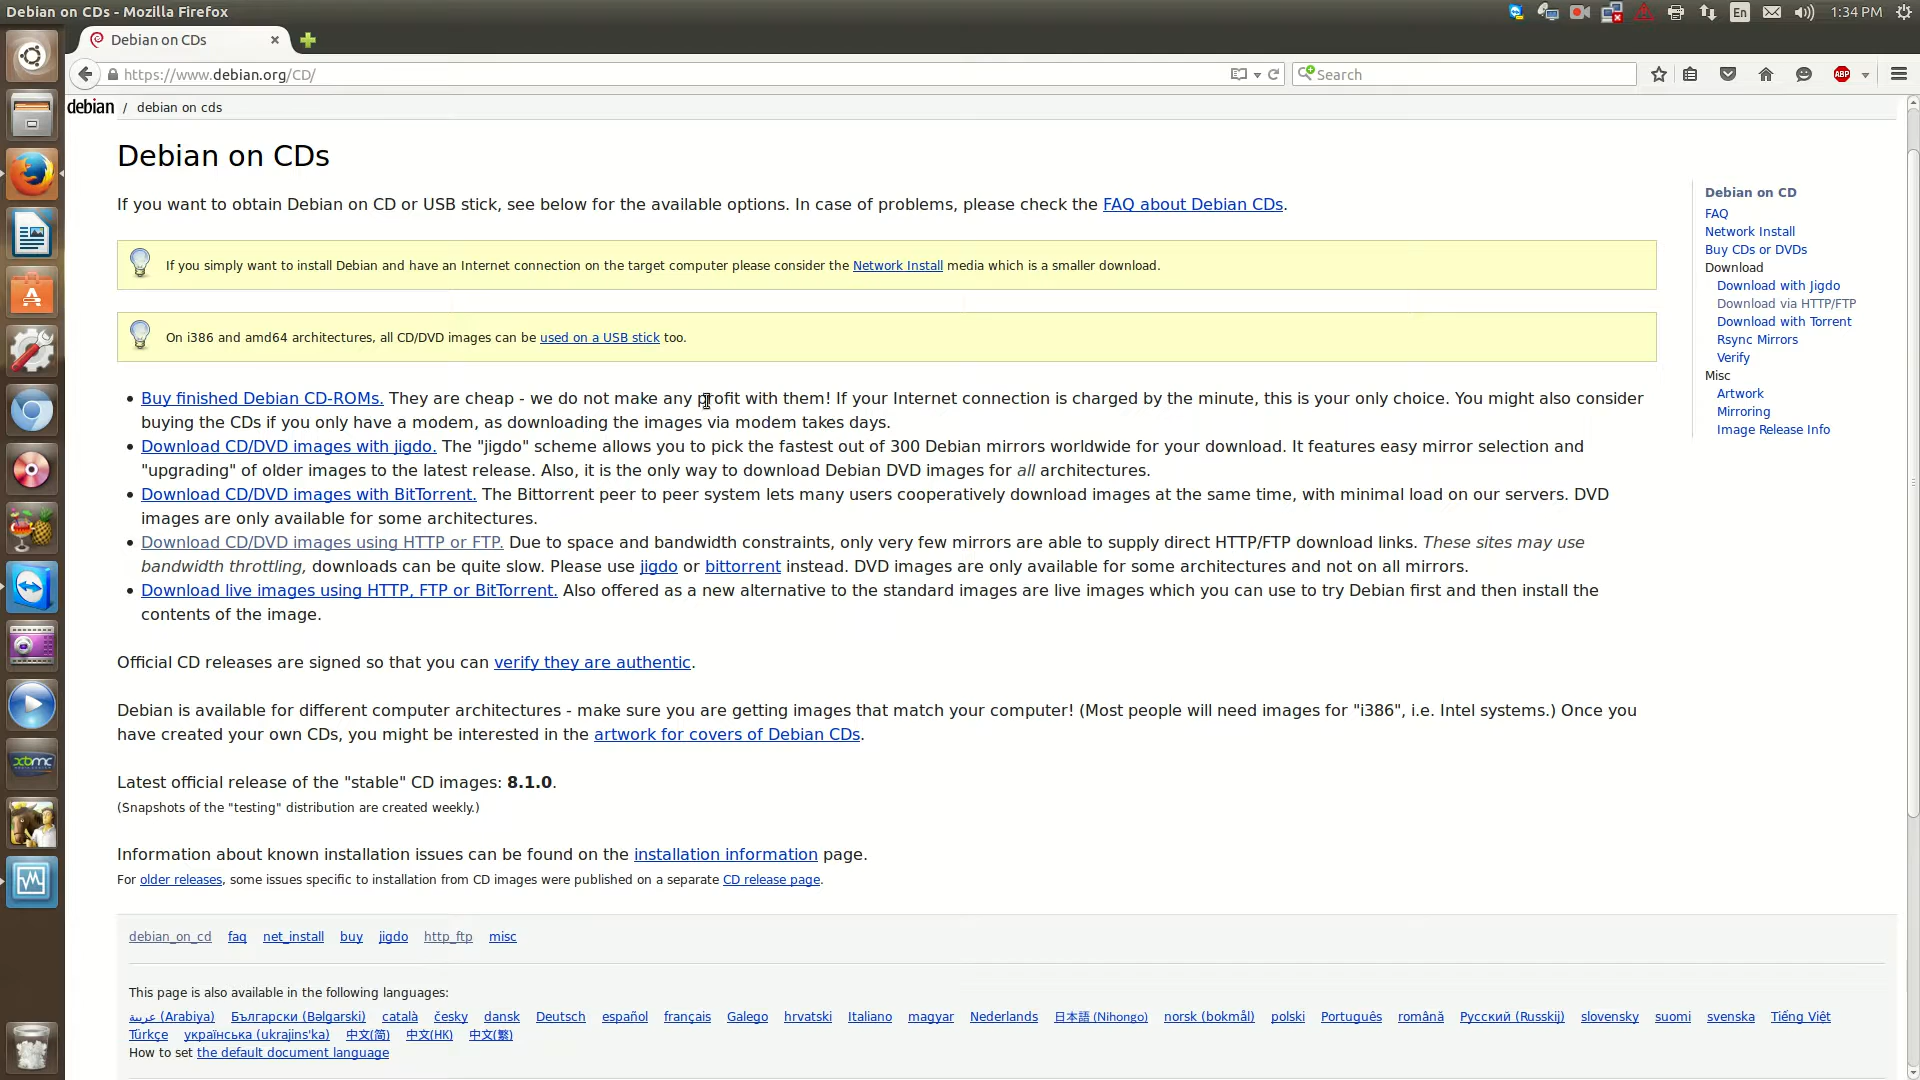 Debian on CDs - Mozilla Firefox
En
1:34 PM
Debian on CDs
https://www.debian.org/CD/
Search
ABP
debian / debian on cds
Debian on CDs
If you want to obtain Debian on CD or USB stick, see below for the available options. In case of problems, please check the FAQ about Debian CDs.
If you simply want to install Debian and have an Internet connection on the target computer please consider the Network Install media which is a smaller download.
On i386 and amd64 architectures, all CD/DVD images can be used on a USB stick too.
Buy finished Debian CD-ROMs. They are cheap - we do not make any profit with them! If your Internet connection is charged by the minute, this is your only choice. You might also consider
buying the CDs if you only have a modem, as downloading the images via modem takes days.
Download CD/DVD images with jigdo. The "jigdo" scheme allows you to pick the fastest out of 300 Debian mirrors worldwide for your download. It features easy mirror selection and
"upgrading" of older images to the latest release. Also, it is the only way to download Debian DVD images for all architectures.
Download CD/DVD images with BitTorrent. The Bittorrent peer to peer system lets many users cooperatively download images at the same time, with minimal load on our servers. DVD
images are only available for some architectures.
Download CD/DVD images using HTTP or FTP. Due to space and bandwidth constraints, only very few mirrors are able to supply direct HTTP/FTP download links. These sites may use
bandwidth throttling, downloads can be quite slow. Please use jigdo or bittorrent instead. DVD images are only available for some architectures and not on all mirrors.
Download live images using HTTP, FTP or BitTorrent. Also offered as a new alternative to the standard images are live images which you can use to try Debian first and then install the
contents of the image.
Official CD releases are signed so that you can verify they are authentic.
Debian is available for different computer architectures - make sure you are getting images that match your computer! (Most people will need images for "i386", i.e. Intel systems.) Once you
have created your own CDs, you might be interested in the artwork for covers of Debian CDs.
Latest official release of the "stable" CD images: 8.1.0.
(Snapshots of the "testing" distribution are created weekly.)
Information about known installation issues can be found on the installation information page.
For older releases, some issues specific to installation from CD images were published on a separate CD release page.
Debian on CD
FAQ
Network Install
Buy CDs or DVDs
Download
Download with Jigdo
Download via HTTP/FTP
Download with Torrent
Rsync Mirrors
Verify
Misc
Artwork
Mirroring
Image Release Info
xbmc
debian_on_cd faq net_install buy jigdo http_ftp misc
This page is also available in the following languages:
عربية (Arabiya) Български (Bəlgarski) català česky dansk Deutsch español français Galego hrvatski Italiano magyar Nederlands 日本語 (Nihongo) norsk (bokmål) polski Português română Русский (Russkij) slovensky suomi svenska Tiếng Việt
Türkçe українська (ukrajins'ka) 中文(简) 中文(HK) 中文(繁)
How to set the default document language